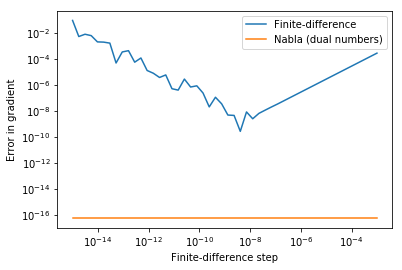 Finite-difference
Nabla (dual numbers)
Error in gradient
10⁻²
10⁻⁴
10⁻⁶
10⁻⁸
10⁻¹⁰
10⁻¹²
10⁻¹⁴
10⁻¹⁶
10⁻¹⁴ 10⁻¹² 10⁻¹⁰ 10⁻⁸ 10⁻⁶ 10⁻⁴
Finite-difference step